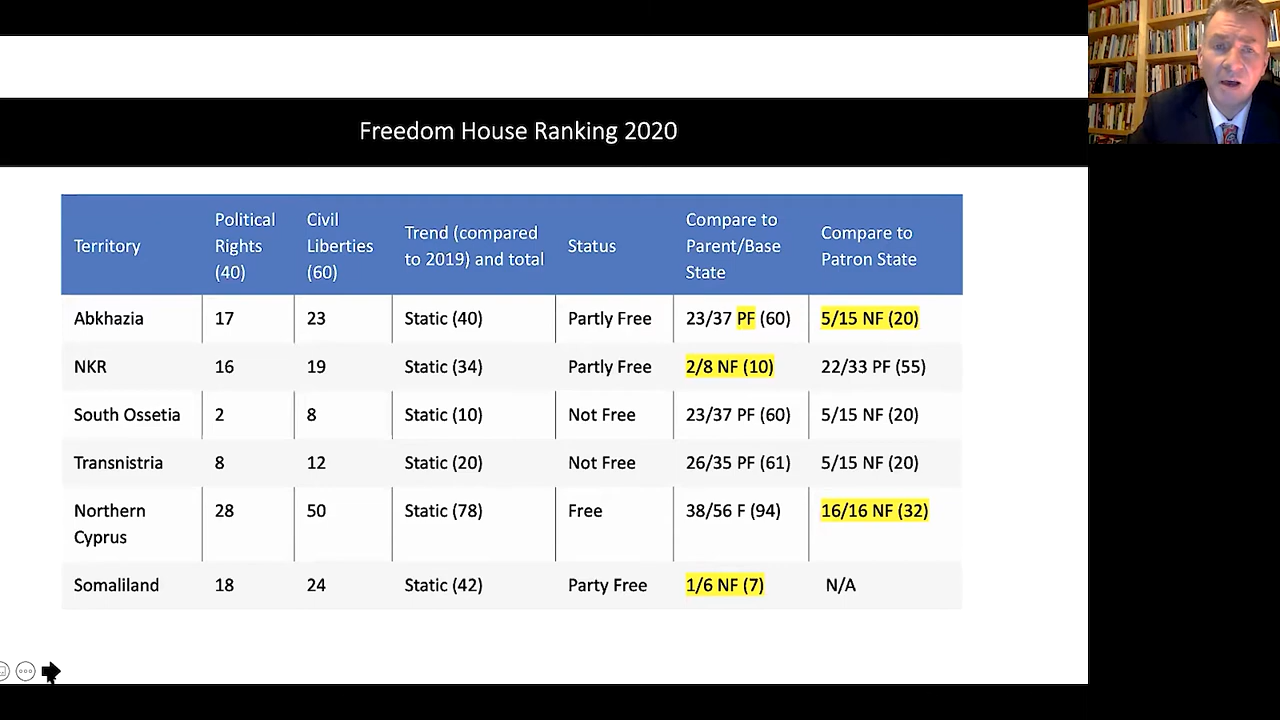 Freedom House Ranking 2020
Territory
Political
Rights
(40)
Civil
Liberties
(60)
Trend (compared
to 2019) and total
Status
Compare to
Parent/Base
State
Compare to
Patron State
Abkhazia 17 23 Static (40) Partly Free 23/37 PF (60) 5/15 NF (20)
NKR 16 19 Static (34) Partly Free 2/8 NF (10) 22/33 PF (55)
South Ossetia 2 8 Static (10) Not Free 23/37 PF (60) 5/15 NF (20)
Transnistria 8 12 Static (20) Not Free 26/35 PF (61) 5/15 NF (20)
Northern
Cyprus
28 50 Static (78) Free 38/56 F (94) 16/16 NF (32)
Somaliland 18 24 Static (42) Party Free 1/6 NF (7) N/A